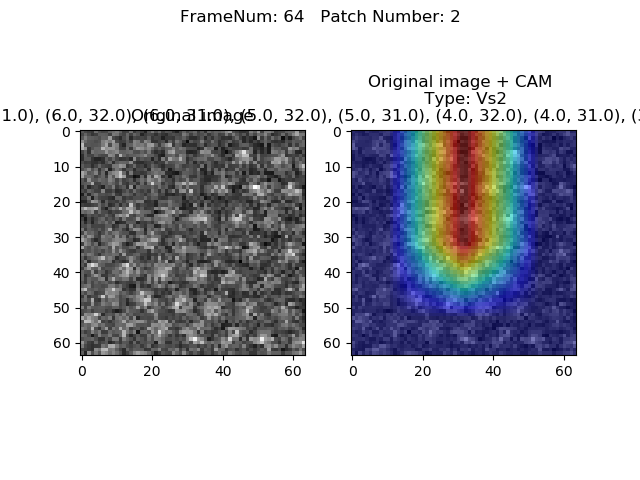 FrameNum: 64   Patch Number: 2
Original image + CAM
Type: Vs2
1.0), (6.0, 32.0), (6.0, 31.0), (5.0, 32.0), (5.0, 31.0), (4.0, 32.0), (4.0, 31.0), (3
Original image
0
10
20
30
40
50
60
0 20 40 60
0
10
20
30
40
50
60
0 20 40 60